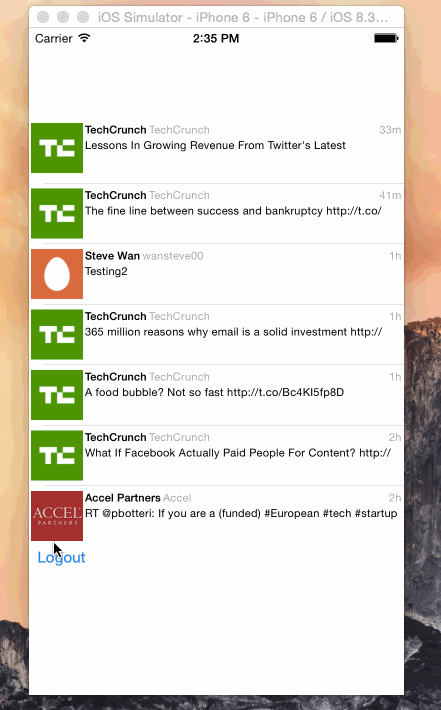 iOS Simulator - iPhone 6 - iPhone 6 / iOS 8.3...
Carrier 2:35 PM
TechCrunch TechCrunch 33m
Lessons In Growing Revenue From Twitter's Latest
TechCrunch TechCrunch 41m
The fine line between success and bankruptcy http://t.co/
Steve Wan wansteve00 1h
Testing2
TechCrunch TechCrunch 1h
365 million reasons why email is a solid investment http://
TechCrunch TechCrunch 1h
A food bubble? Not so fast http://t.co/Bc4KI5fp8D
TechCrunch TechCrunch 2h
What If Facebook Actually Paid People For Content? http://
ACCEL
PARTNERS
Accel Partners Accel 2h
RT @pbotteri: If you are a (funded) #European #tech #startup
Logout